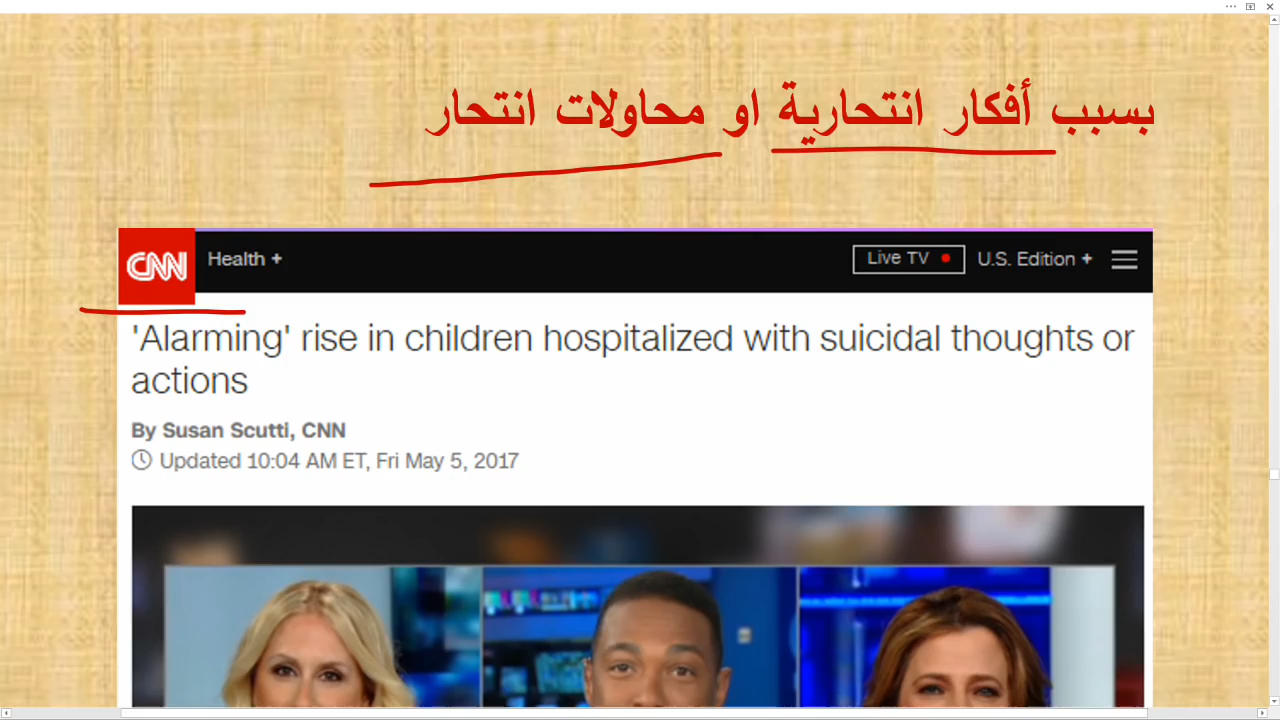 بسبب أفكار انتحارية او محاولات انتحار
CNN Health + Live TV U.S. Edition +
'Alarming' rise in children hospitalized with suicidal thoughts or
actions
By Susan Scutti, CNN
Updated 10:04 AM ET, Fri May 5, 2017